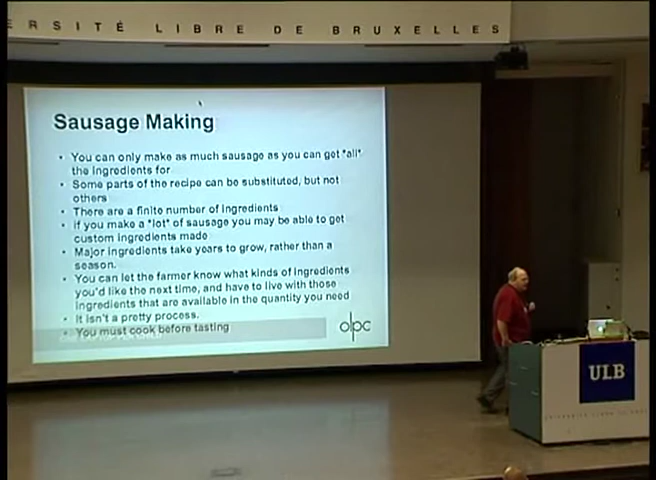 ERSITÉ LIBRE DE BRUXELLES
Sausage Making
• You can only make as much sausage as you can get *all*
the ingredients for
• Some parts of the recipe can be substituted, but not
others
• There are a finite number of ingredients
• If you make a *lot* of sausage you may be able to get
custom ingredients made
• Major ingredients take years to grow, rather than a
season.
• You can let the farmer know what kinds of ingredients
you'd like the next time, and have to live with those
ingredients that are available in the quantity you need
• It isn't a pretty process.
• You must cook before tasting
ONE LAPTOP PER CHILD
olpc
ULB